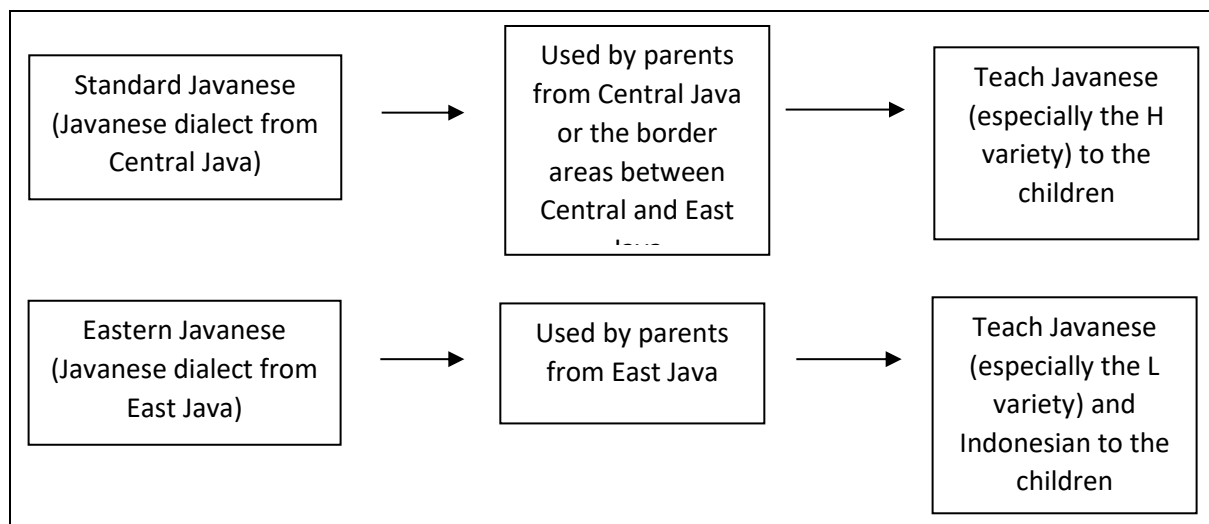 Standard Javanese
(Javanese dialect from
Central Java)
Used by parents
from Central Java
or the border
areas between
Central and East
Teach Javanese
(especially the H
variety) to the
children
Eastern Javanese
(Javanese dialect from
East Java)
Used by parents
from East Java
Teach Javanese
(especially the L
variety) and
Indonesian to the
children